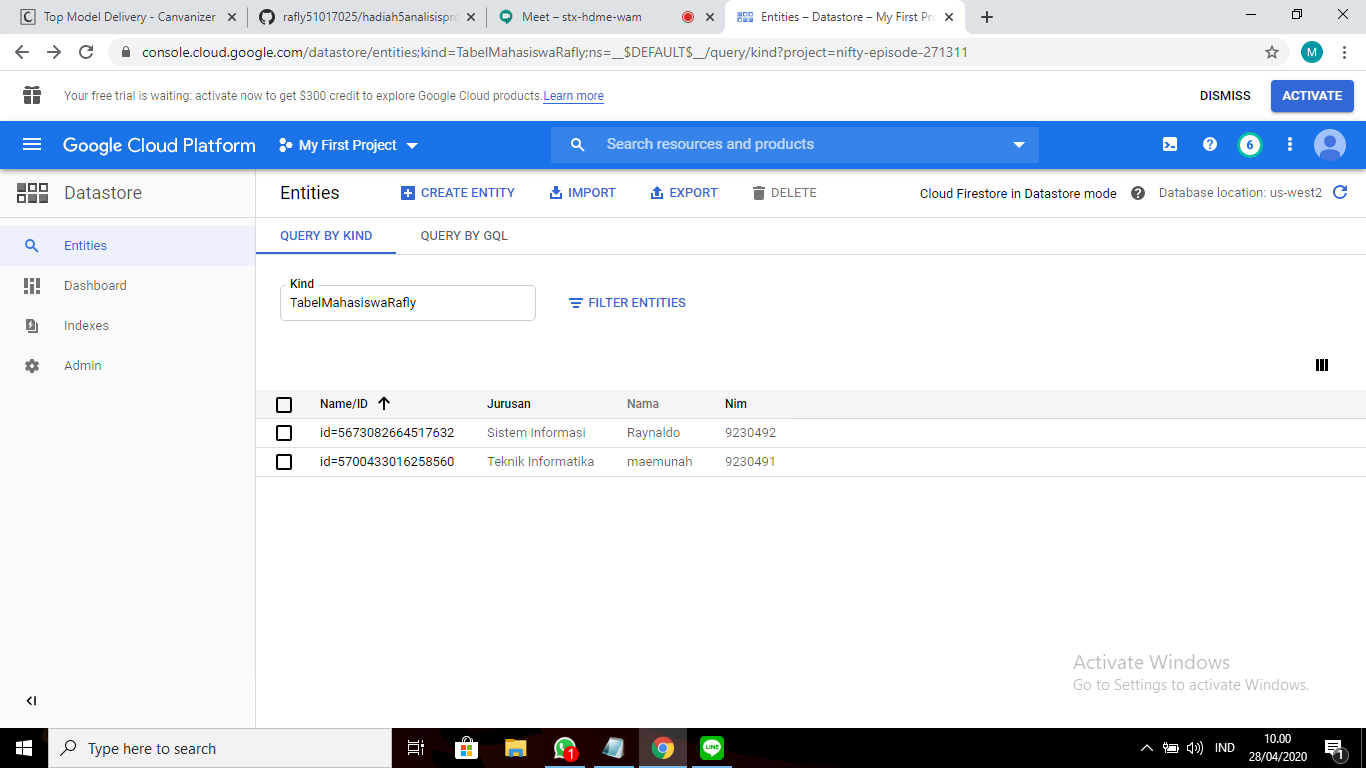 Top Model Delivery - Canvanizer
rafly51017025/hadiah5analisispro
Meet – stx-hdme-wam
Entities – Datastore – My First Pr
console.cloud.google.com/datastore/entities;kind=TabelMahasiswaRafly;ns=__$DEFAULT$__/query/kind?project=nifty-episode-271311
M
Your free trial is waiting: activate now to get $300 credit to explore Google Cloud products. Learn more
DISMISS
ACTIVATE
Google Cloud Platform
My First Project
Search resources and products
6
Datastore
Entities
CREATE ENTITY
IMPORT
EXPORT
DELETE
Cloud Firestore in Datastore mode
Database location: us-west2
Entities
Dashboard
Indexes
Admin
QUERY BY KIND
QUERY BY GQL
Kind
TabelMahasiswaRafly
FILTER ENTITIES
Name/ID Jurusan Nama Nim
id=5673082664517632 Sistem Informasi Raynaldo 9230492
id=5700433016258560 Teknik Informatika maemunah 9230491
Activate Windows
Go to Settings to activate Windows.
Type here to search
1
LINE
IND
10.00
28/04/2020
1